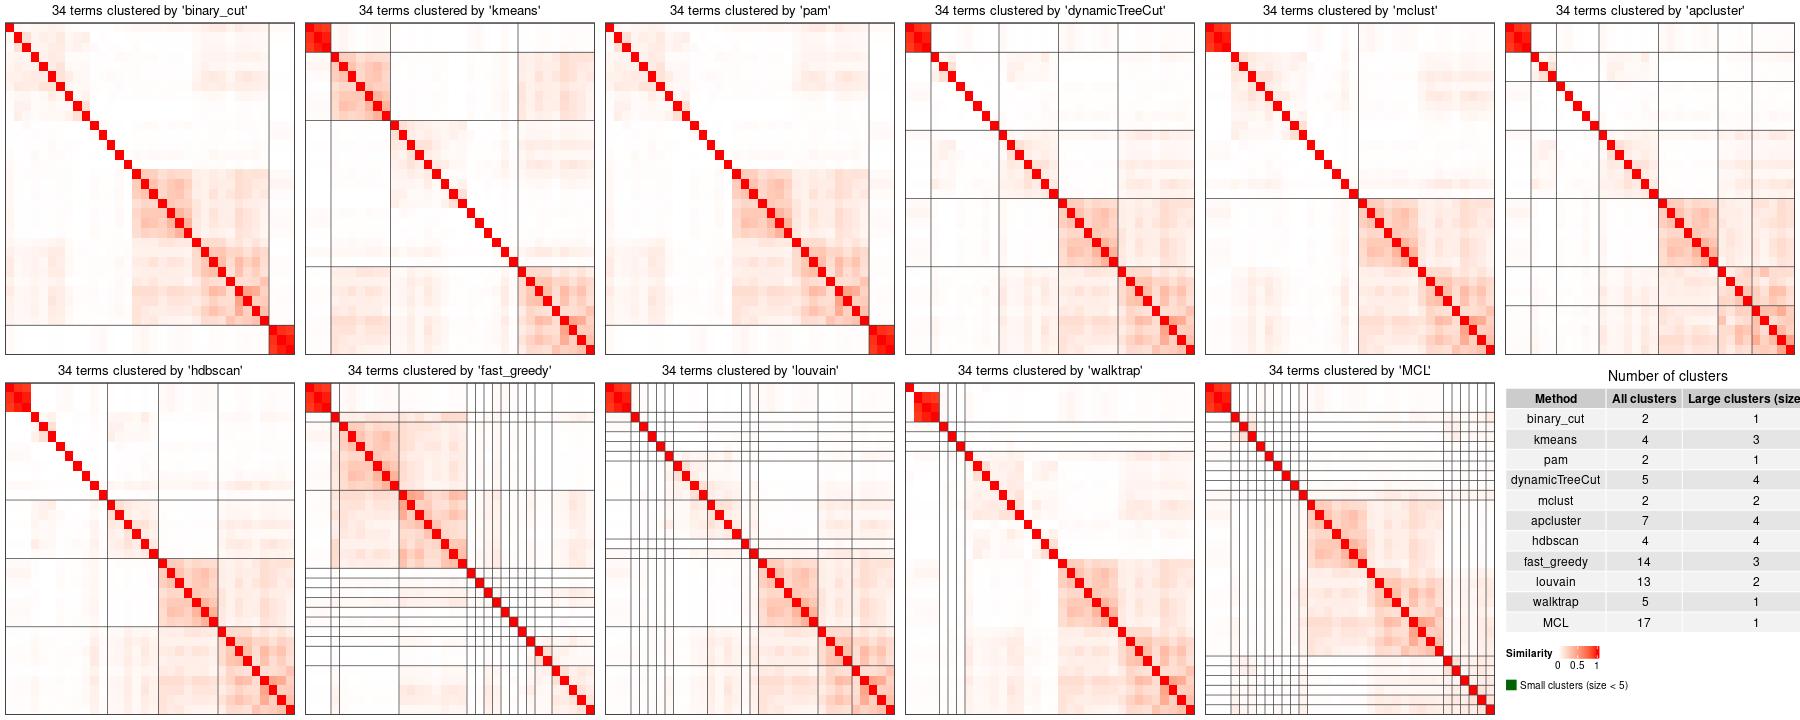 34 terms clustered by 'binary_cut'
34 terms clustered by 'kmeans'
34 terms clustered by 'pam'
34 terms clustered by 'dynamicTreeCut'
34 terms clustered by 'mclust'
34 terms clustered by 'apcluster'
34 terms clustered by 'hdbscan'
34 terms clustered by 'fast_greedy'
34 terms clustered by 'louvain'
34 terms clustered by 'walktrap'
34 terms clustered by 'MCL'
Number of clusters
Method All clusters Large clusters (size
binary_cut 2 1
kmeans 4 3
pam 2 1
dynamicTreeCut 5 4
mclust 2 2
apcluster 7 4
hdbscan 4 4
fast_greedy 14 3
louvain 13 2
walktrap 5 1
MCL 17 1
Similarity
0 0.5 1
Small clusters (size < 5)